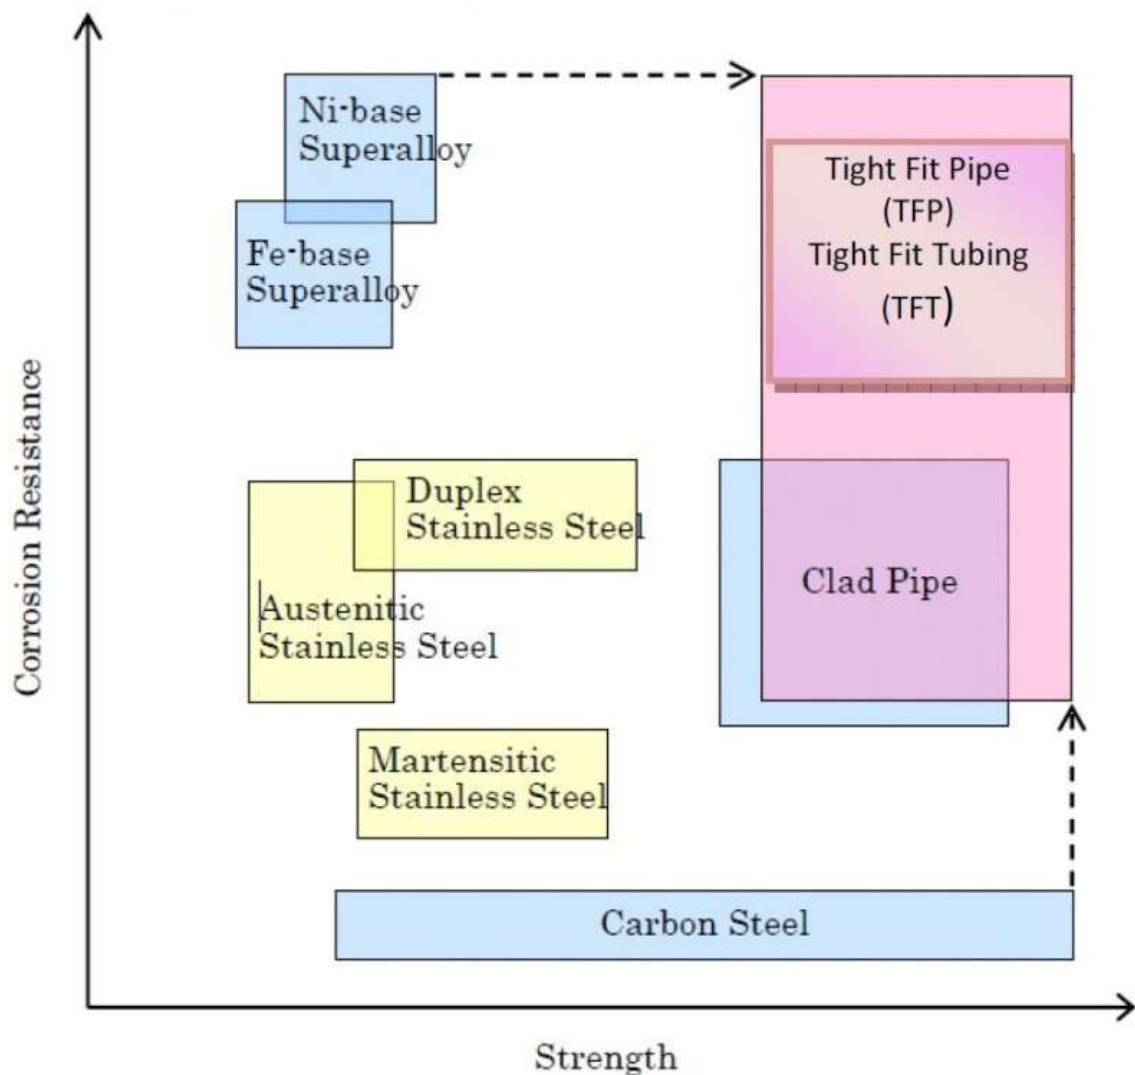 Ni-base
Superalloy
Tight Fit Pipe
(TFP)
Tight Fit Tubing
(TFT)
Fe-base
Superalloy
Corrosion Resistance
Duplex
Stainless Steel
Clad Pipe
Austenitic
Stainless Steel
Martensitic
Stainless Steel
Carbon Steel
Strength